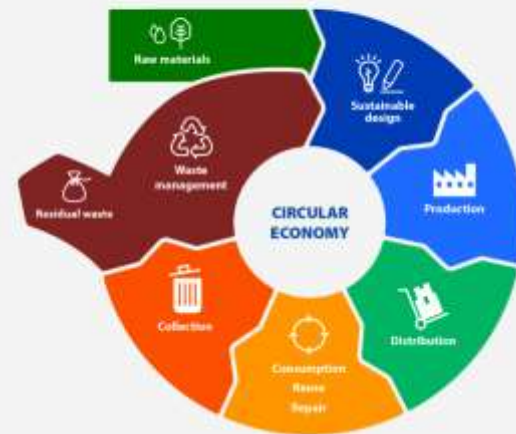 Raw materials
Sustainable
design
Production
Distribution
Consumption
Reuse
Repair
Collection
Waste
management
Residual waste
CIRCULAR
ECONOMY